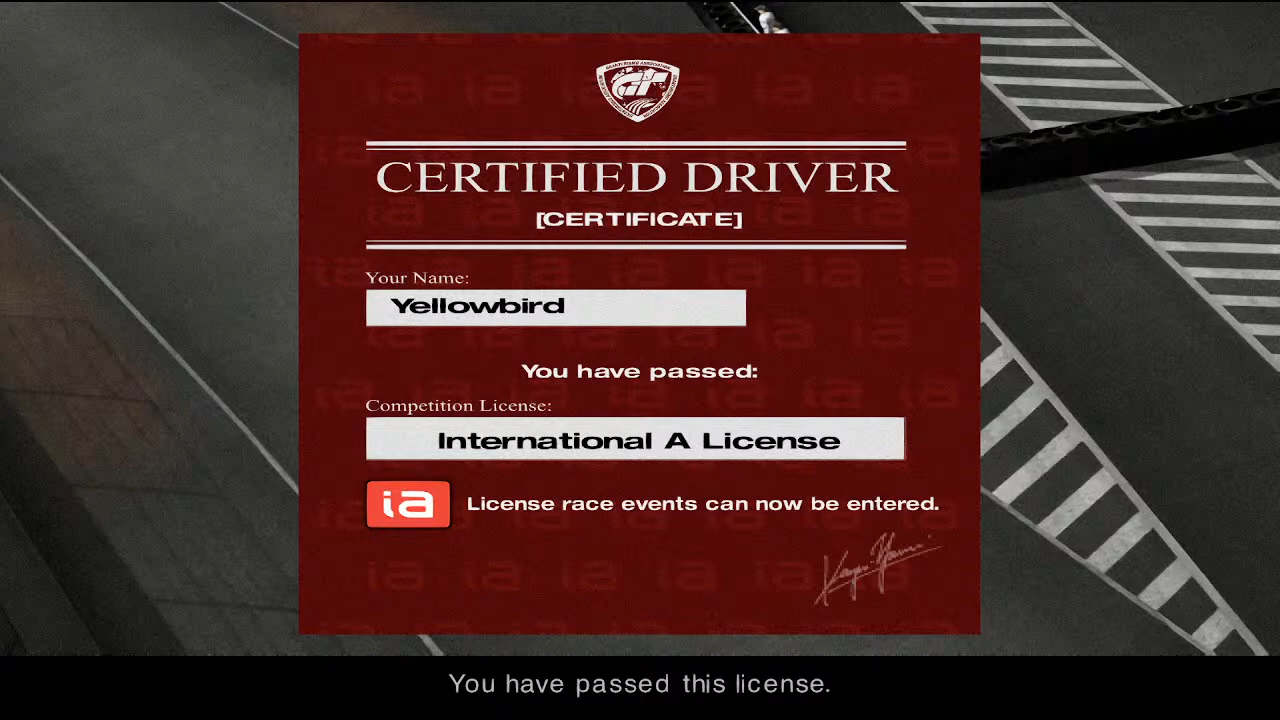 GT
CERTIFIED DRIVER
[CERTIFICATE]
Your Name:
Yellowbird
You have passed:
Competition License:
International A License
ia
License race events can now be entered.
You have passed this license.